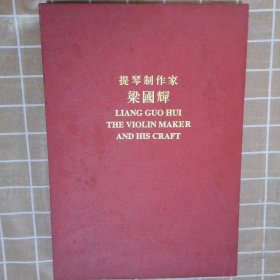 提琴制作家
梁國輝
LIANG GUO HUI
THE VIOLIN MAKER
AND HIS CRAFT